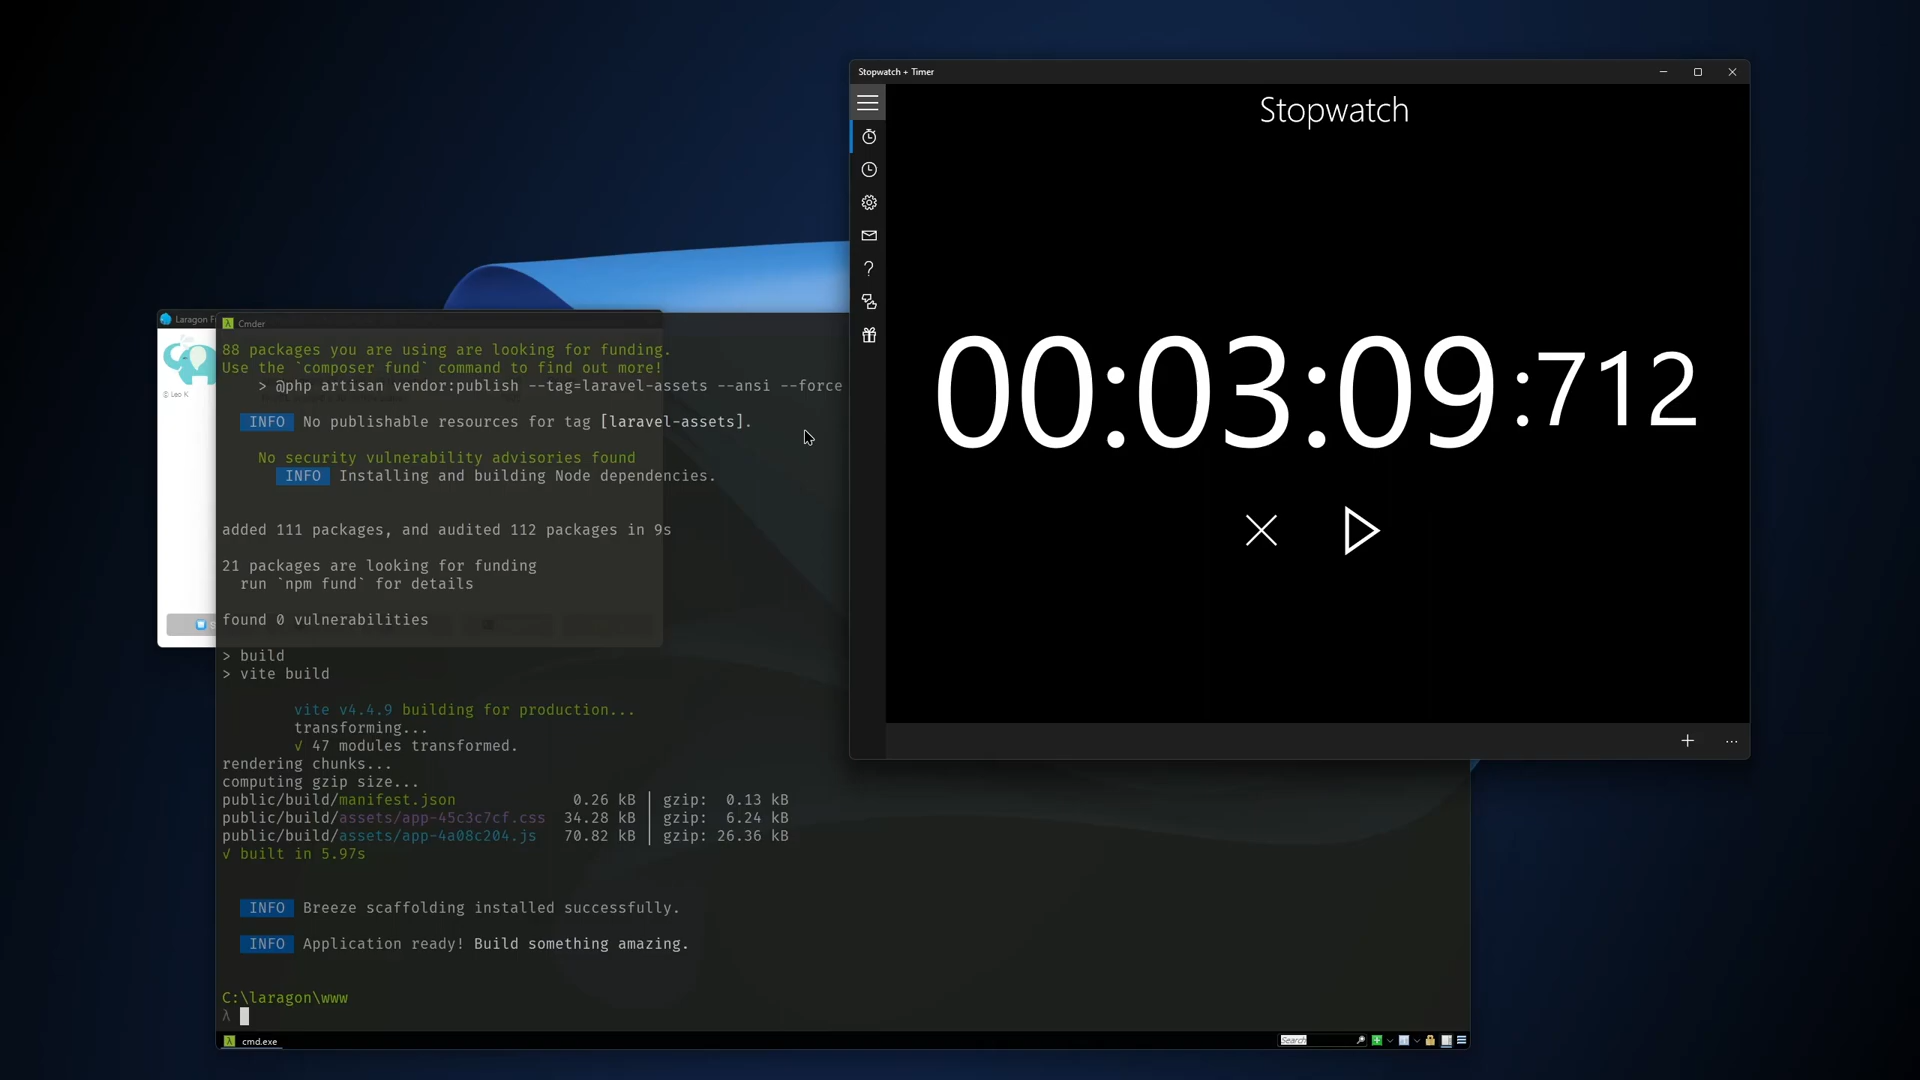 Stopwatch + Timer
Stopwatch
00:03:09:712
Laragon F
© Leo K
S
Cmder
88 packages you are using are looking for funding.
Use the `composer fund` command to find out more!
> @php artisan vendor:publish --tag=laravel-assets --ansi --force
INFO No publishable resources for tag [laravel-assets].
No security vulnerability advisories found
INFO Installing and building Node dependencies.
added 111 packages, and audited 112 packages in 9s
21 packages are looking for funding
run `npm fund` for details
found 0 vulnerabilities
> build
> vite build
vite v4.4.9 building for production...
transforming...
√ 47 modules transformed.
rendering chunks...
computing gzip size...
public/build/manifest.json 0.26 kB │ gzip: 0.13 kB
public/build/assets/app-45c3c7cf.css 34.28 kB │ gzip: 6.24 kB
public/build/assets/app-4a08c204.js 70.82 kB │ gzip: 26.36 kB
√ built in 5.97s
INFO Breeze scaffolding installed successfully.
INFO Application ready! Build something amazing.
C:\laragon\www
λ
cmd.exe
Search